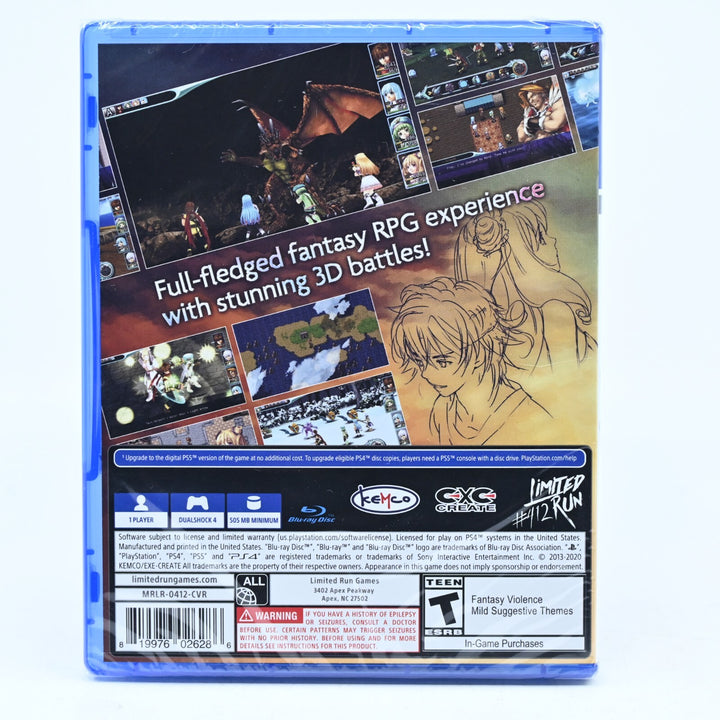 Full-fledged fantasy RPG experience
with stunning 3D battles!
¹ Upgrade to the digital PS5™ version of the game at no additional cost. To upgrade eligible PS4™ disc copies, players need a PS5™ console with a disc drive. PlayStation.com/help
1 PLAYER
DUALSHOCK 4
505 MB MINIMUM
Blu-ray Disc
KEMCO
EXE CREATE
LIMITED RUN
#412
Software subject to license and limited warranty (us.playstation.com/softwarelicense). Licensed for play on PS4™ systems in the United States.
Manufactured and printed in the United States. "Blu-ray Disc™", "Blu-ray™" and "Blu-ray Disc™" logo are trademarks of Blu-ray Disc Association.
"PlayStation", "PS4", "PS5" and PS4 are registered trademarks or trademarks of Sony Interactive Entertainment Inc. © 2013-2020
KEMCO/EXE-CREATE All trademarks are the property of their respective owners. Appearance in this game does not imply sponsorship or endorsement.
limitedrungames.com
MRLR-0412-CVR
ALL
Limited Run Games
3402 Apex Peakway
Apex, NC 27502
8 19976 02628 6
WARNING IF YOU HAVE A HISTORY OF EPILEPSY
OR SEIZURES, CONSULT A DOCTOR
BEFORE USE. CERTAIN PATTERNS MAY TRIGGER SEIZURES
WITH NO PRIOR HISTORY. BEFORE USING AND FOR MORE
DETAILS SEE INSTRUCTIONS FOR THIS PRODUCT.
TEEN
T
ESRB
Fantasy Violence
Mild Suggestive Themes
In-Game Purchases